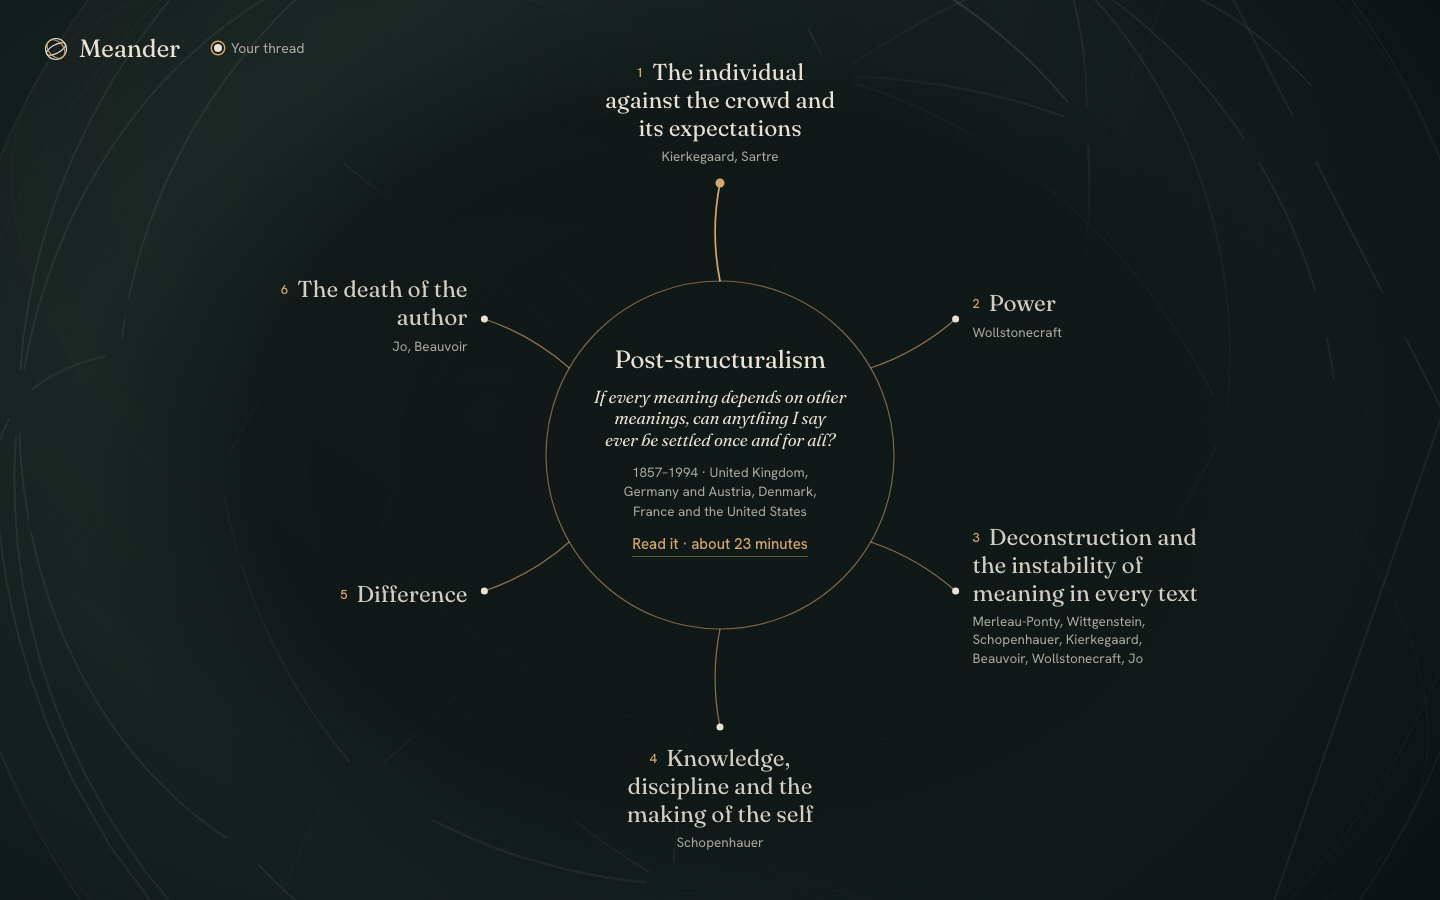 Meander
Your thread
1 The individual
against the crowd and
its expectations
Kierkegaard, Sartre
6 The death of the
author
Jo, Beauvoir
2 Power
Wollstonecraft
Post-structuralism
If every meaning depends on other
meanings, can anything I say
ever be settled once and for all?
1857–1994 · United Kingdom,
Germany and Austria, Denmark,
France and the United States
Read it · about 23 minutes
3 Deconstruction and
the instability of
meaning in every text
Merleau-Ponty, Wittgenstein,
Schopenhauer, Kierkegaard,
Beauvoir, Wollstonecraft, Jo
5 Difference
4 Knowledge,
discipline and the
making of the self
Schopenhauer